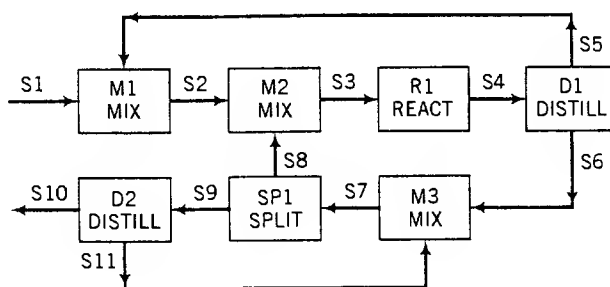 S5
S1
M1
MIX
S2
M2
MIX
S3
R1
REACT
S4
D1
DISTILL
S8
S6
S10
D2
DISTILL
S9
SP1
SPLIT
S7
M3
MIX
S11